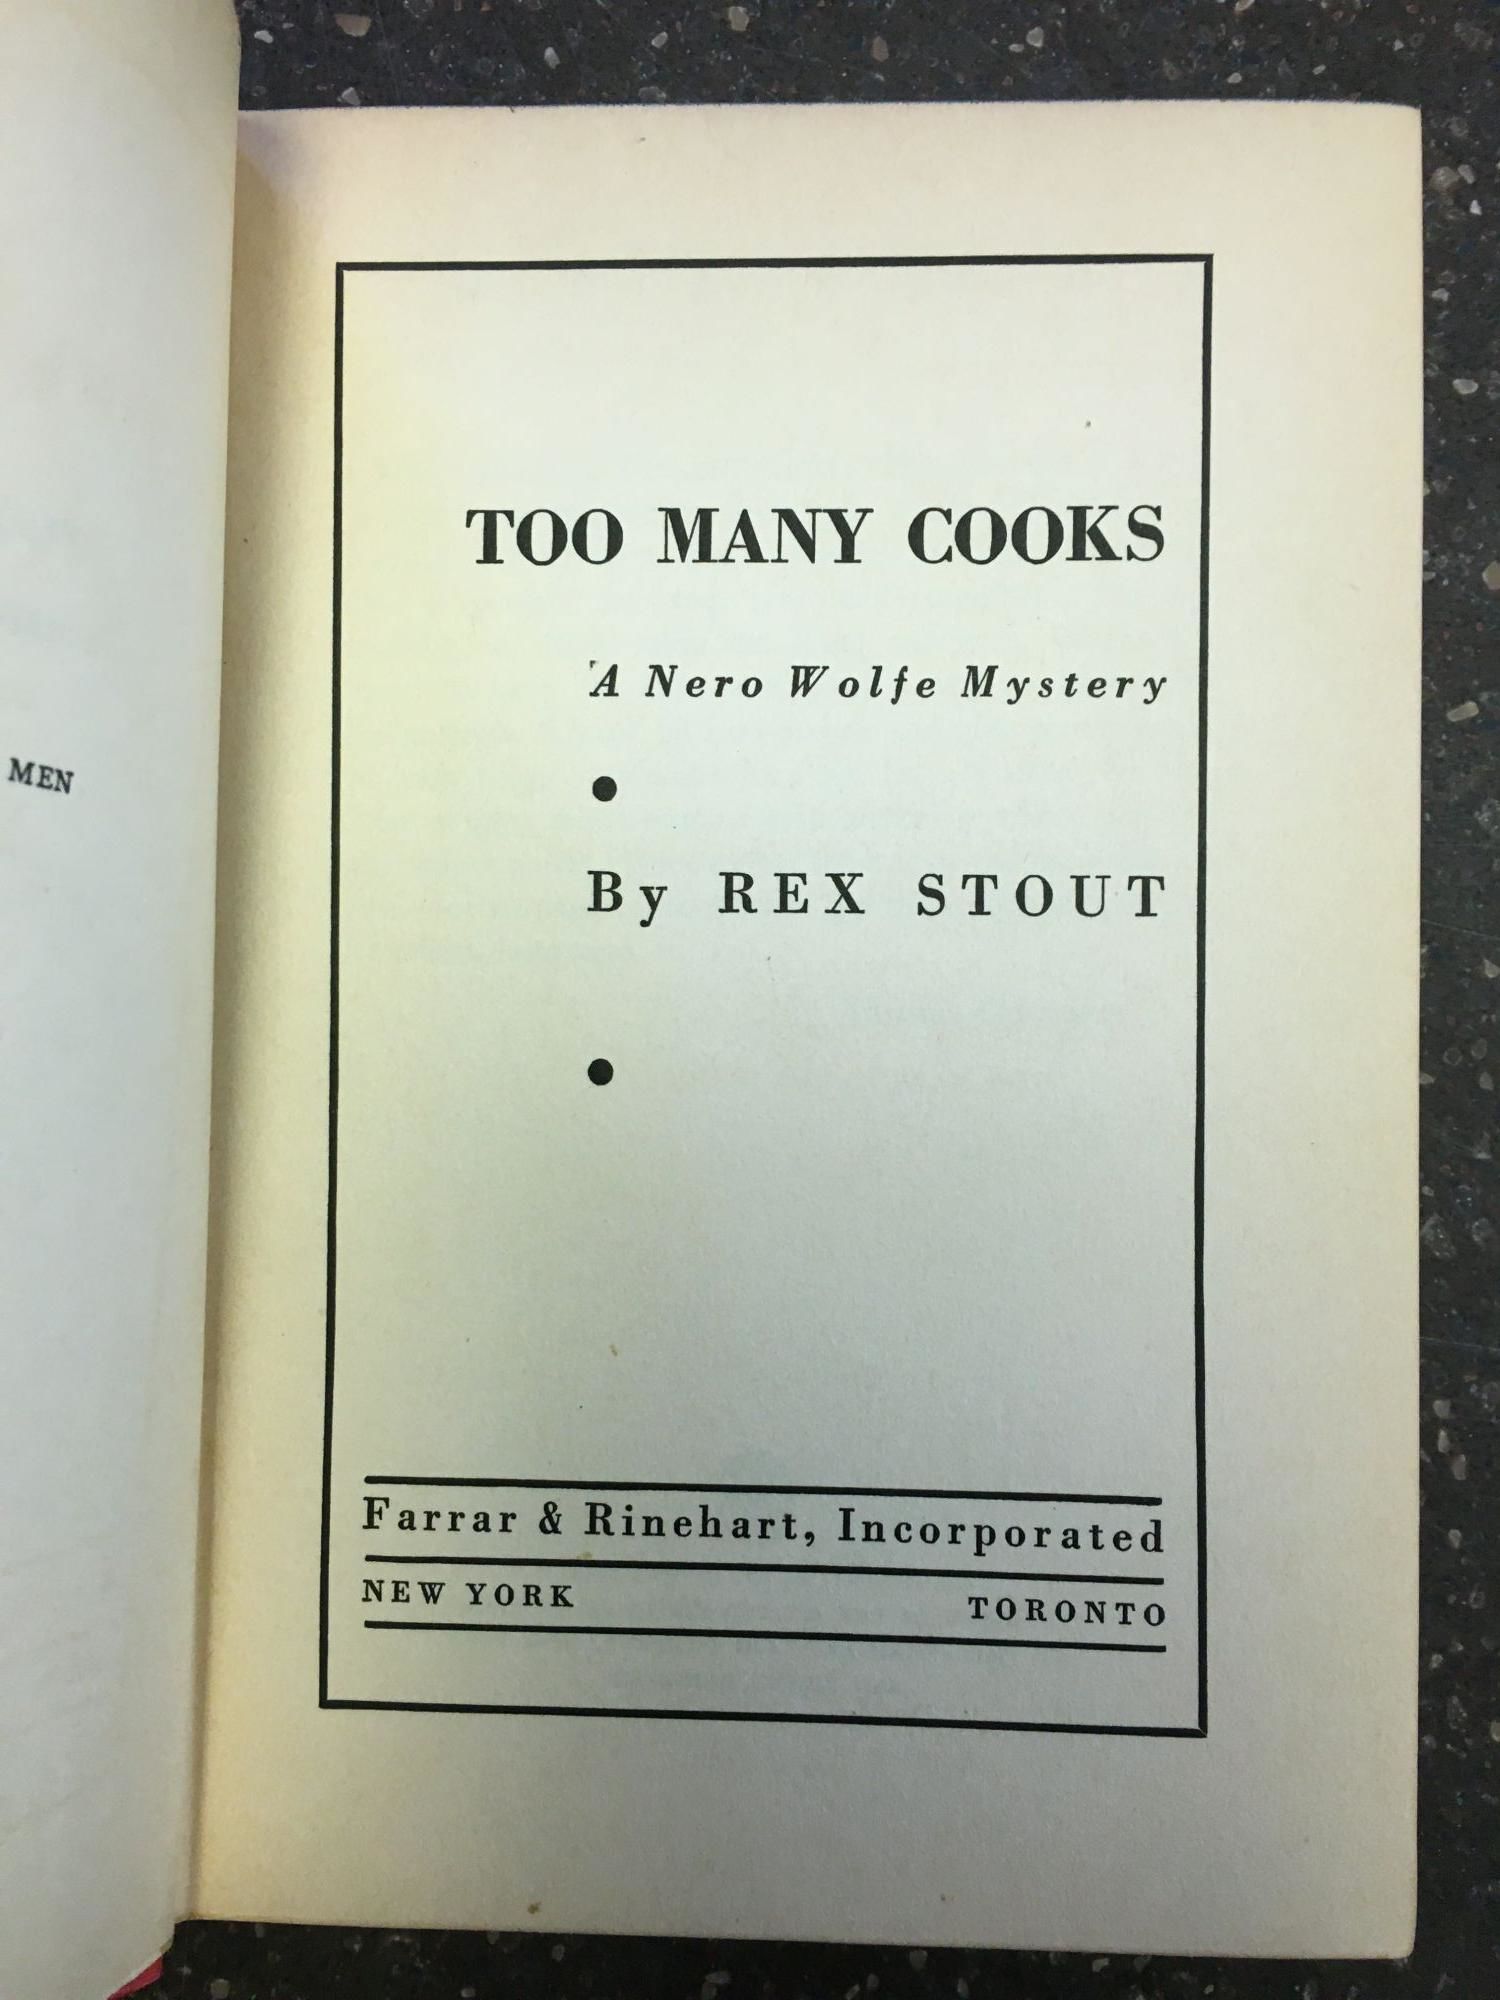 MEN
TOO MANY COOKS
A Nero Wolfe Mystery
●
By REX STOUT
●
Farrar & Rinehart, Incorporated
NEW YORK TORONTO